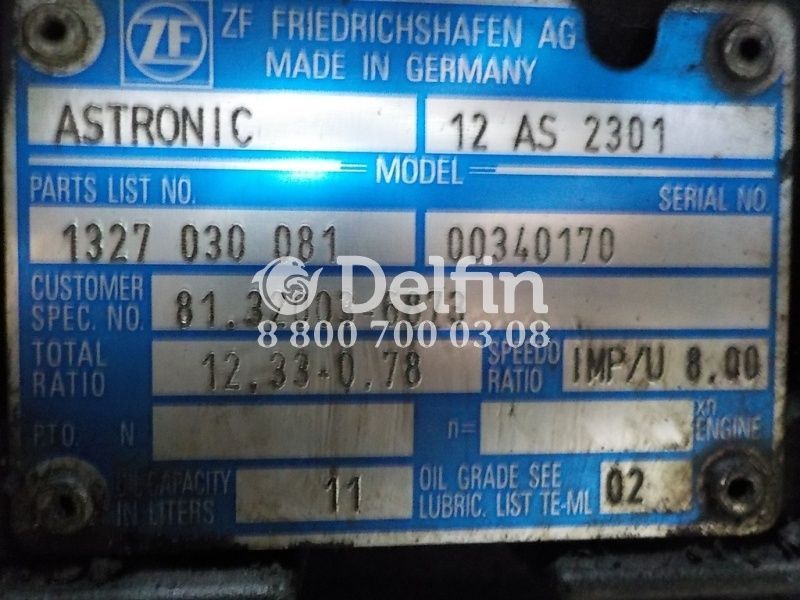 ZF
ZF FRIEDRICHSHAFEN AG
MADE IN GERMANY
ASTRONIC 12 AS 2301
MODEL
PARTS LIST NO. SERIAL NO.
1327 030 081 00340170
CUSTOMER SPEC. NO.
Delfin
8 800 700 03 08
TOTAL RATIO 12.33-0.78 SPEEDO RATIO IMP/U 8.00
P.T.O. N n= xn ENGINE
OIL CAPACITY IN LITERS 11 OIL GRADE SEE LUBRIC. LIST TE-ML 02